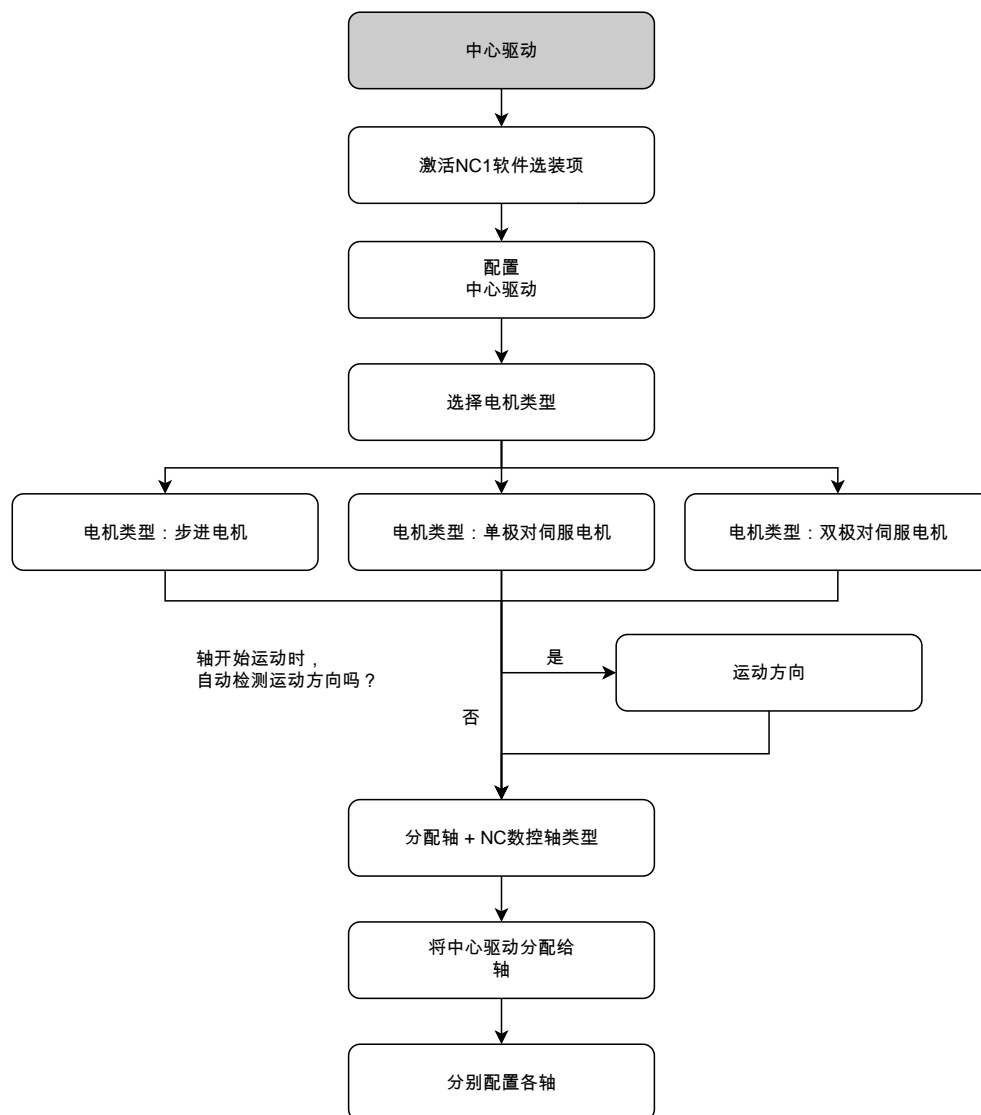 中心驱动
激活NC1软件选装项
配置
中心驱动
选择电机类型
电机类型：步进电机
电机类型：单极对伺服电机
电机类型：双极对伺服电机
轴开始运动时，
自动检测运动方向吗？
是
运动方向
否
分配轴 + NC数控轴类型
将中心驱动分配给
轴
分别配置各轴